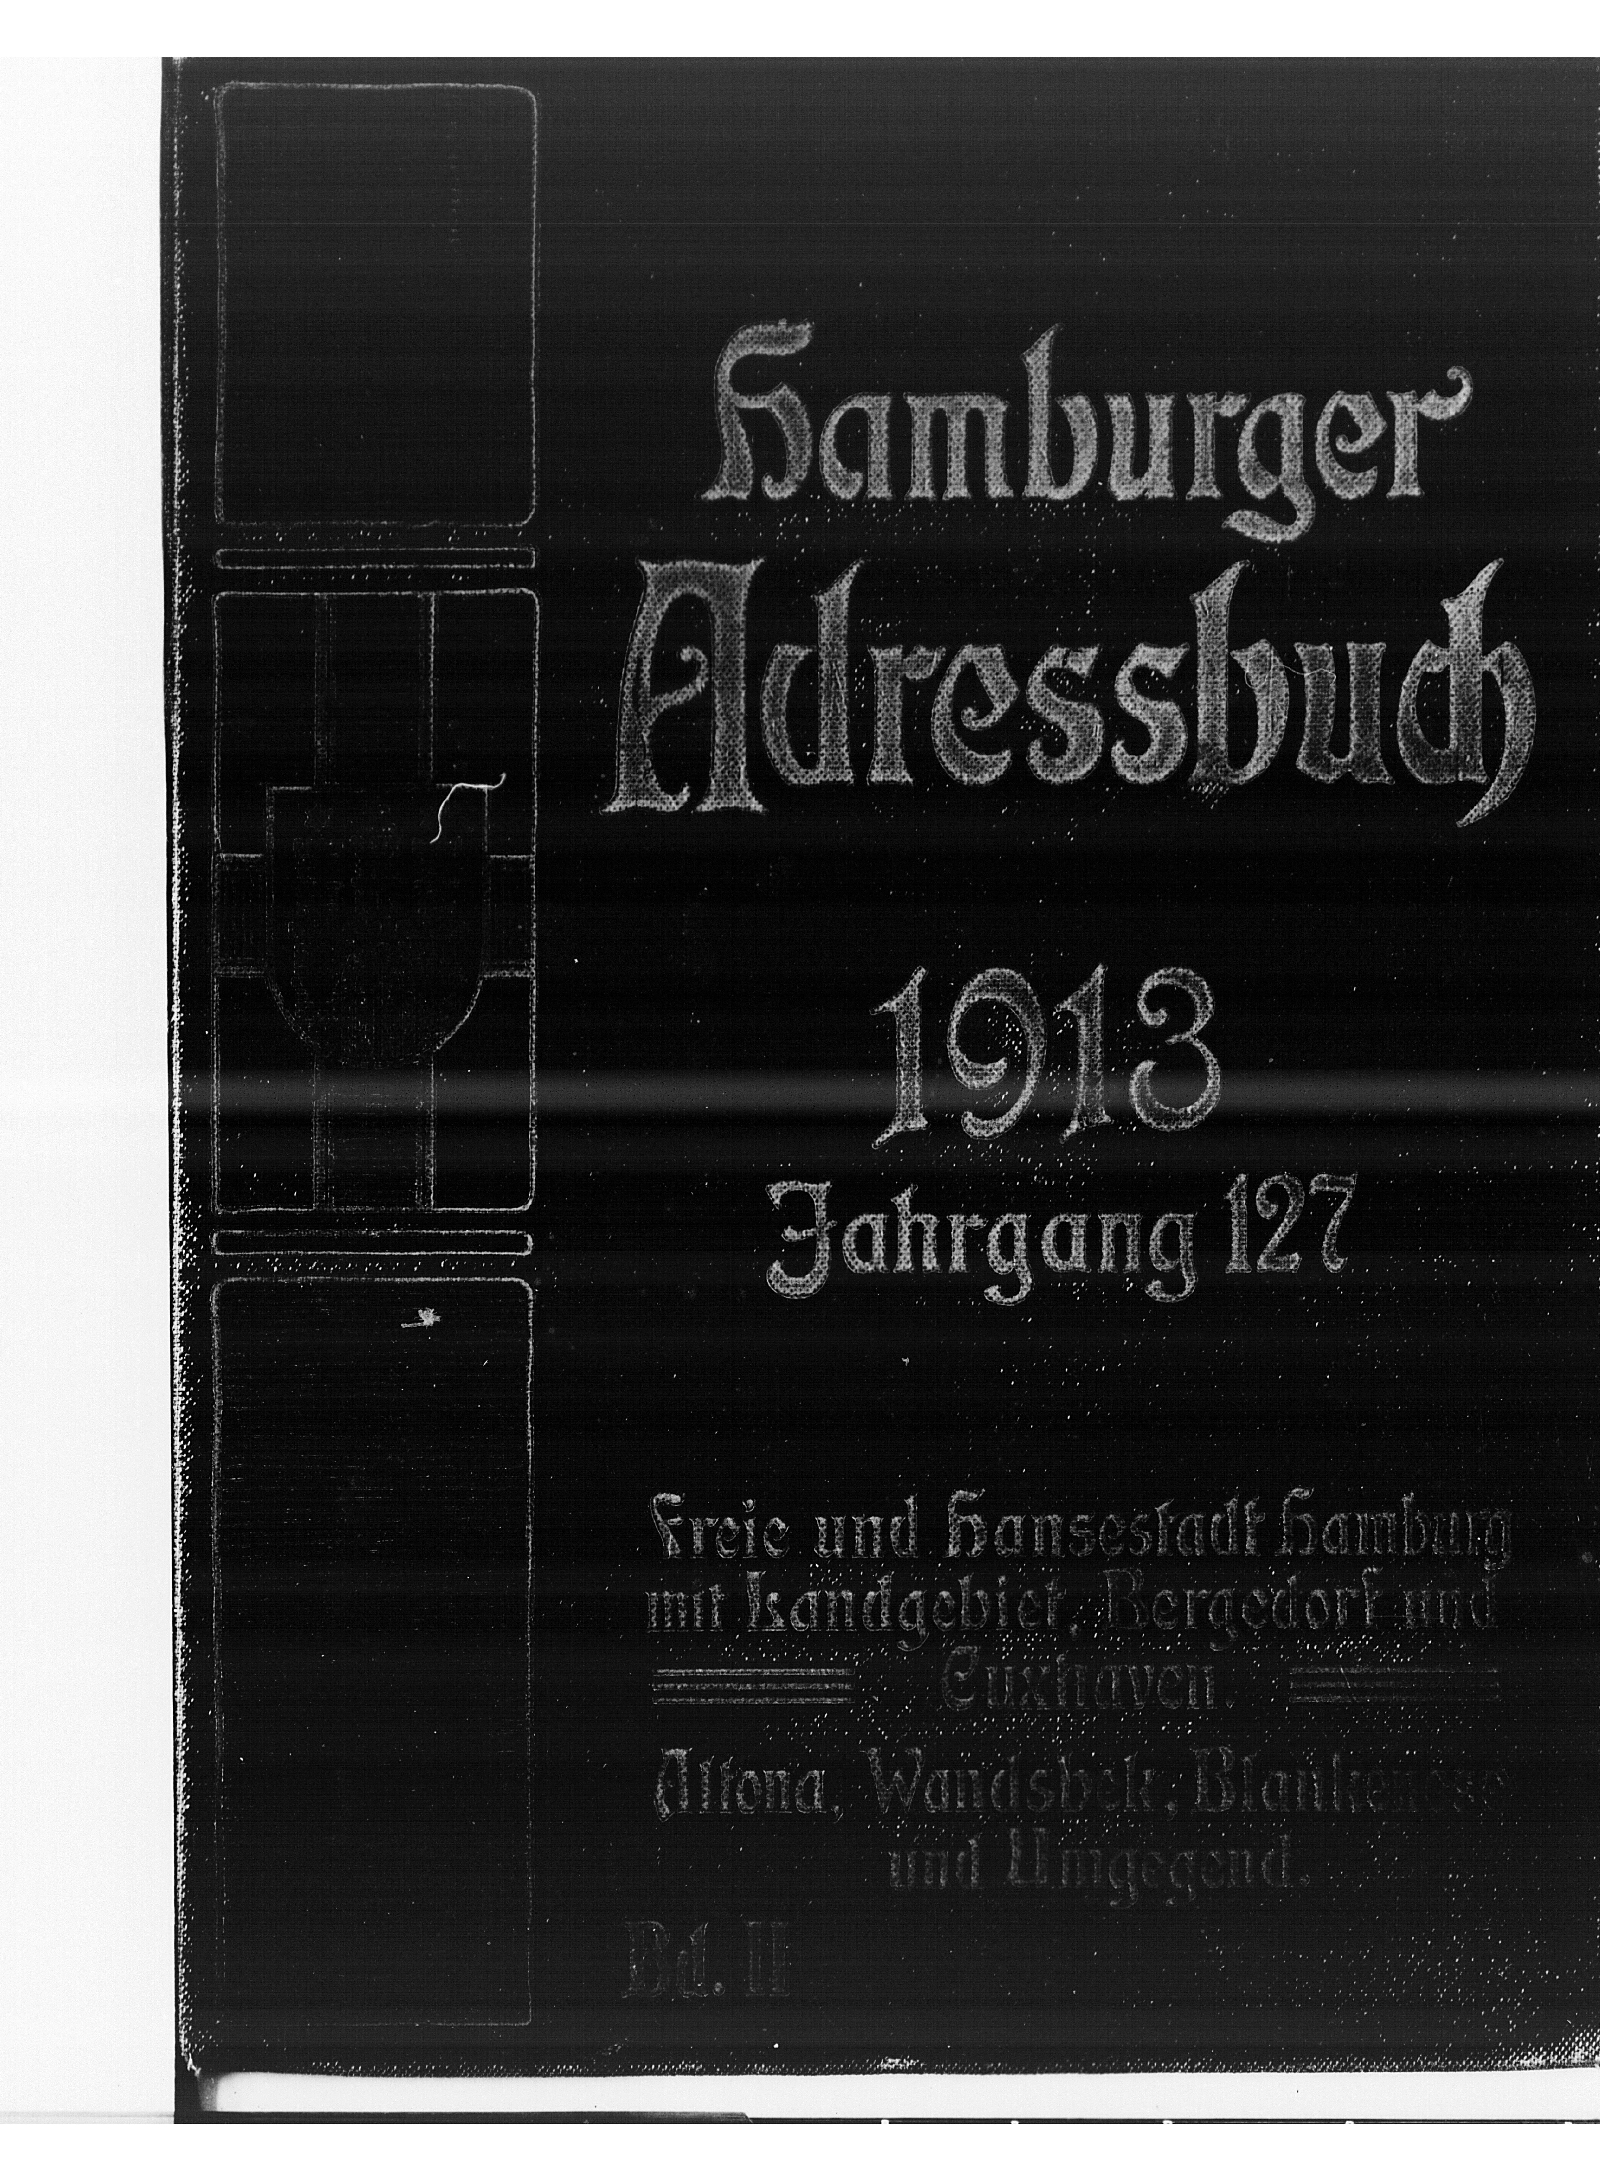 Hamburger
Adressbuch
1913
Jahrgang 127
Freie und Hansestadt Hamburg
mit Landgebiet, Bergedorf und
Cuxhaven.
Altona, Wandsbek, Blankenese
und Umgegend.
Bd. II